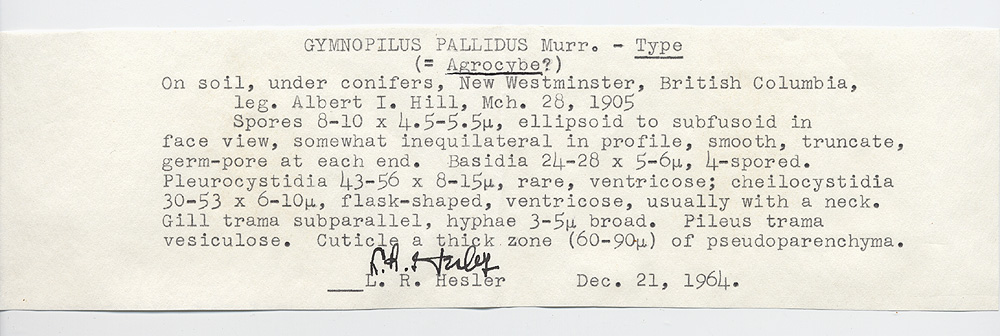 GYMNOPILUS PALLIDUS Murr. - Type
(= Agrocybe?)
On soil, under conifers, New Westminster, British Columbia,
leg. Albert I. Hill, Mch. 28, 1905
Spores 8-10 x 4.5-5.5µ, ellipsoid to subfusoid in
face view, somewhat inequilateral in profile, smooth, truncate,
germ-pore at each end. Basidia 24-28 x 5-6µ, 4-spored.
Pleurocystidia 43-56 x 8-15µ, rare, ventricose; cheilocystidia
30-53 x 6-10µ, flask-shaped, ventricose, usually with a neck.
Gill trama subparallel, hyphae 3-5µ broad. Pileus trama
vesiculose. Cuticle a thick zone (60-90µ) of pseudoparenchyma.
L. R. Hesler
___L. R. Hesler Dec. 21, 1964.